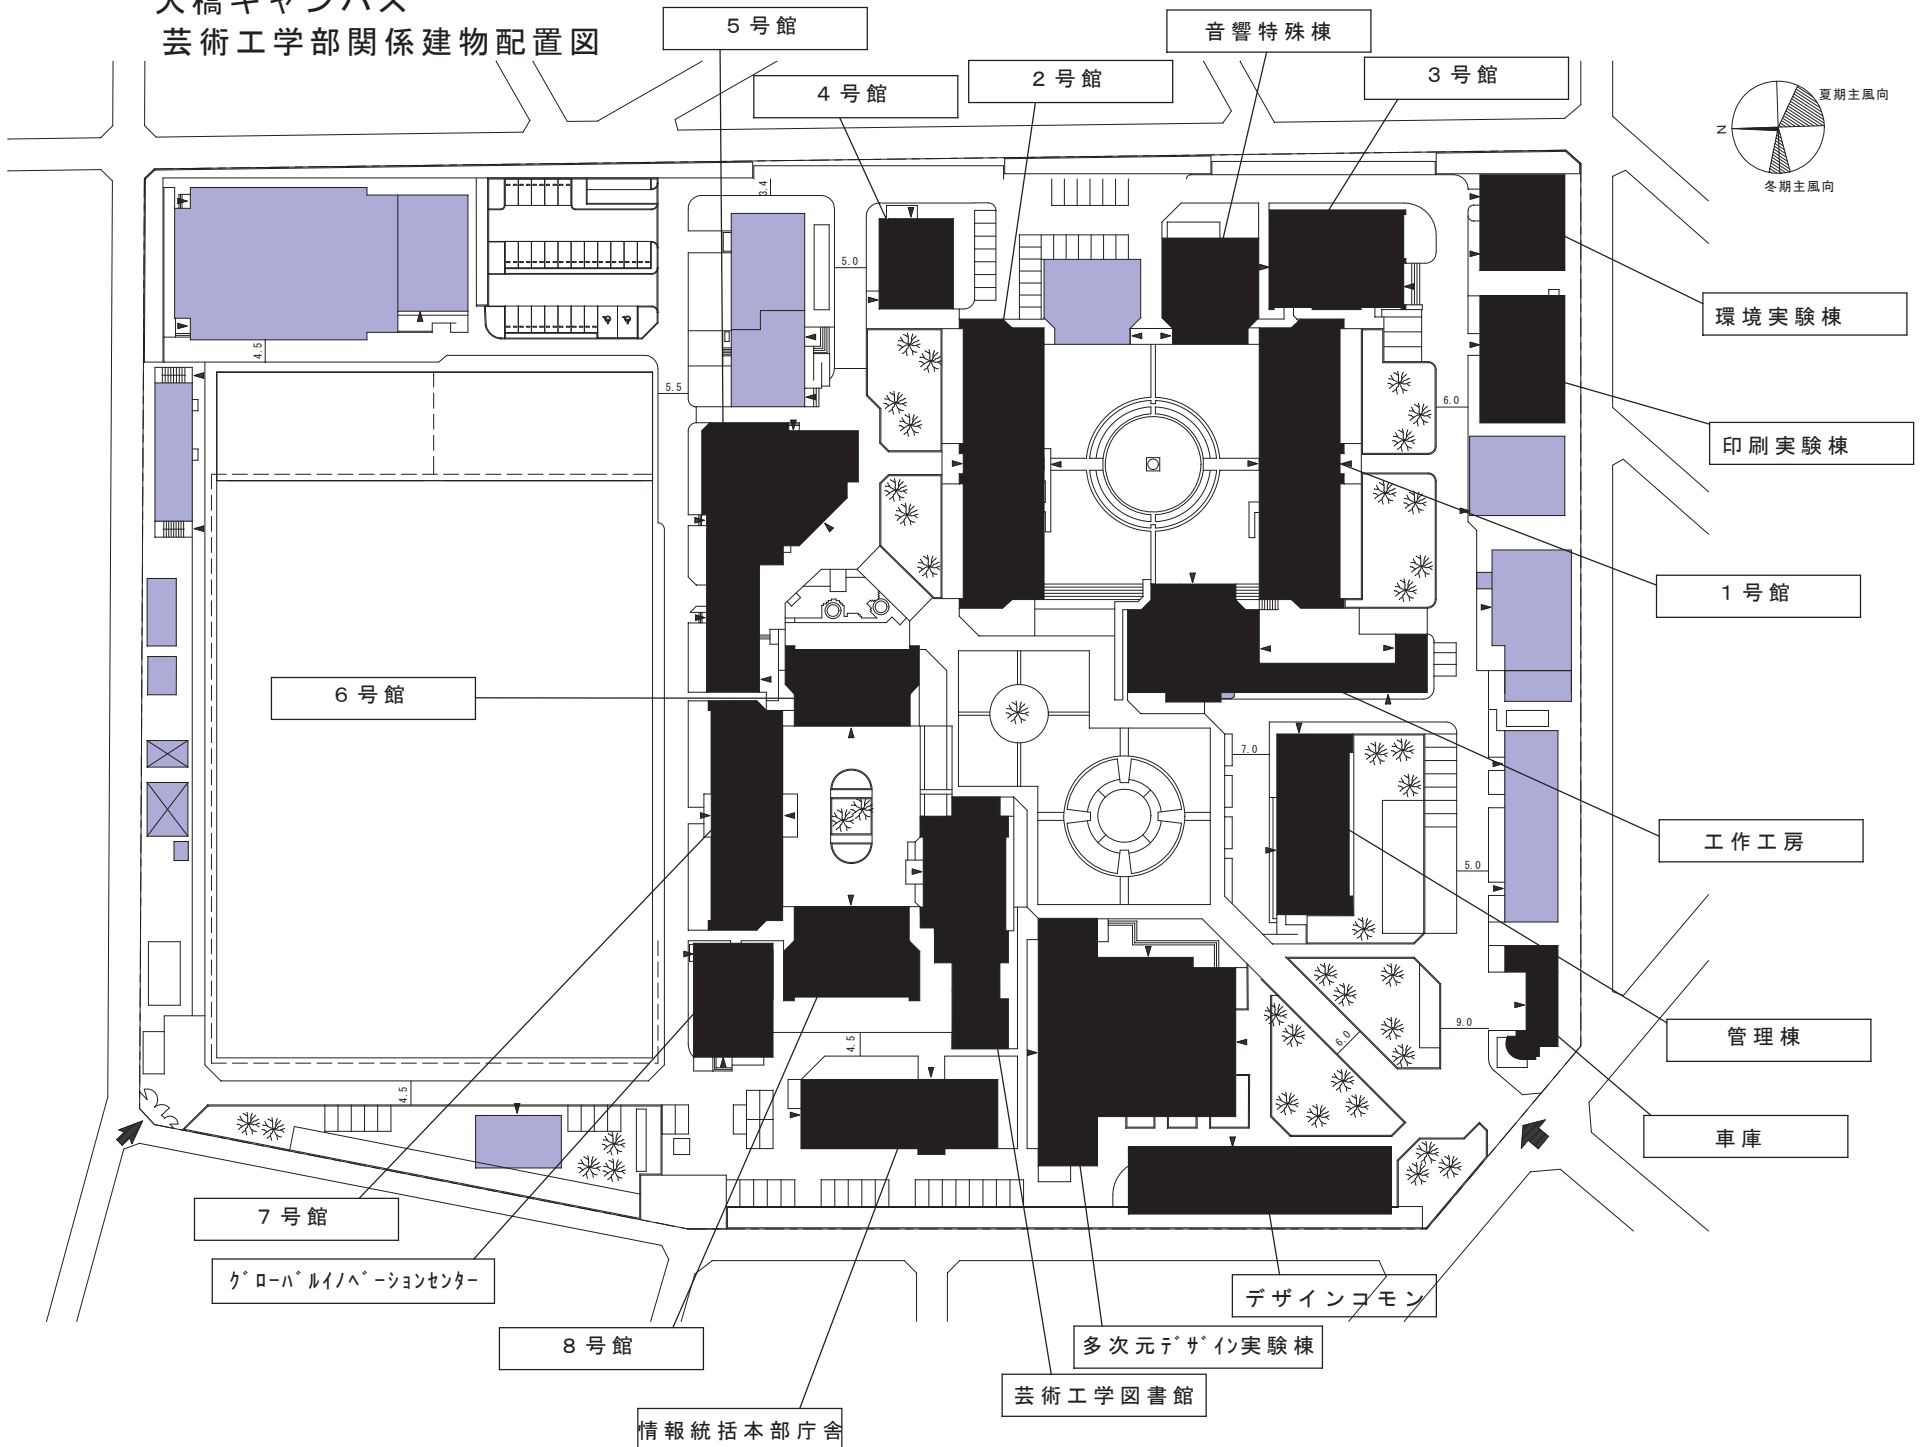 大橋キャンパス
芸術工学部関係建物配置図
5号館
音響特殊棟
4号館
2号館
3号館
夏期主風向
N
冬期主風向
3.4
5.0
4.5
5.5
6.0
環境実験棟
印刷実験棟
1号館
6号館
7.0
工作工房
5.0
9.0
6.0
管理棟
4.5
4.5
車庫
7号館
グローバルイノベーションセンター
デザインコモン
8号館
多次元デザイン実験棟
芸術工学図書館
情報統括本部庁舎